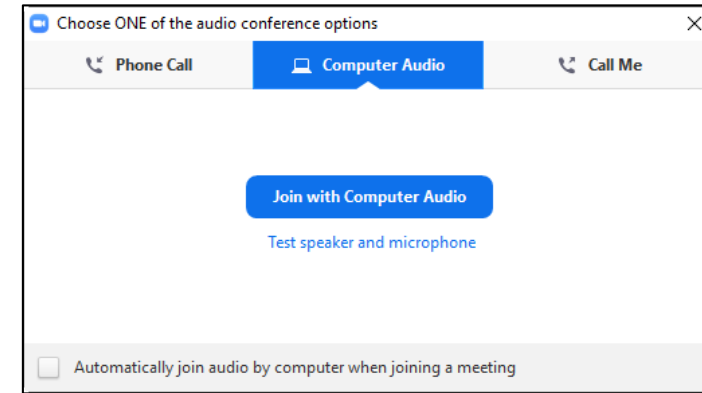 Choose ONE of the audio conference options
Phone Call
Computer Audio
Call Me
Join with Computer Audio
Test speaker and microphone
Automatically join audio by computer when joining a meeting